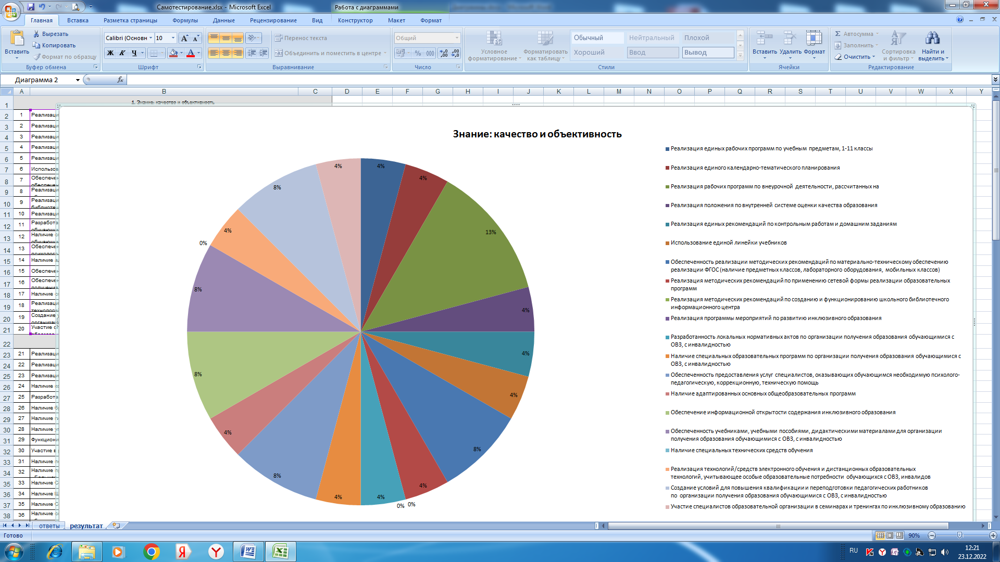 Самотестирование.xlsx - Microsoft Excel
Работа с диаграммами
Главная
Вставка
Разметка страницы
Формулы
Данные
Рецензирование
Вид
Конструктор
Макет
Формат
Вставить
Вырезать
Копировать
Формат по образцу
Буфер обмена
Calibri (Основн
10
Ж К Ч
Шрифт
Перенос текста
Объединить и поместить в центре
Выравнивание
Общий
% 000
Число
Условное форматирование
Форматировать как таблицу
Обычный
Нейтральный
Плохой
Хороший
Ввод
Вывод
Стили
Вставить
Удалить
Формат
Ячейки
Автосумма
Заполнить
Очистить
Сортировка и фильтр
Найти и выделить
Редактирование
Диаграмма 2
A B C D E F G H I J K L M N O P Q R S T U V W X Y
1 1. Знание: качество и объективность
2 1 Реализаци
3 2 Реализаци
4 3 Реализаци
5 4 Реализаци
6 5 Реализаци
7 6 Использов
8 7 Обеспечен
9 8 Реализаци
10 9 Реализаци
11 10 Реализаци
12 11 Разработа
13 12 Наличие с
14 13 Обеспечен
15 14 Наличие а
16 15 Обеспечен
17 16 Обеспечен
18 17 Наличие с
19 18 Реализаци
20 19 Создание у
21 20 Участие сп
22
23 21 Реализаци
24 22 Реализаци
25 23 Реализаци
26 24 Наличие ко
27 25 Разработа
28 26 Наличие б
29 27 Наличие
30 28 Наличие у
31 29 Функциони
32 30 Участие в
33 31 Наличие п
34 32 Наличие п
35 33 Наличие С
36 34 Наличие Ш
37 35 Наличие С
38 36 Наличие с
Знание: качество и объективность
4%
4%
13%
4%
4%
4%
8%
4%
0%
0%
4%
4%
8%
4%
8%
8%
0%
4%
8%
4%
Реализация единых рабочих программ по учебным предметам, 1-11 классы
Реализация единого календарно-тематического планирования
Реализация рабочих программ по внеурочной деятельности, рассчитанных на
Реализация положения по внутренней системе оценки качества образования
Реализация единых рекомендаций по контрольным работам и домашним заданиям
Использование единой линейки учебников
Обеспеченность реализации методических рекомендаций по материально-техническому обеспечению
реализации ФГОС (наличие предметных классов, лабораторного оборудования, мобильных классов)
Реализация методических рекомендаций по применению сетевой формы реализации образовательных
программ
Реализация методических рекомендаций по созданию и функционированию школьного библиотечного
информационного центра
Реализация программы мероприятий по развитию инклюзивного образования
Разработанность локальных нормативных актов по организации получения образования обучающимися с
ОВЗ, с инвалидностью
Наличие специальных образовательных программ по организации получения образования обучающимися с
ОВЗ, с инвалидностью
Обеспеченность предоставления услуг специалистов, оказывающих обучающимся необходимую психолого-
педагогическую, коррекционную, техническую помощь
Наличие адаптированных основных общеобразовательных программ
Обеспечение информационной открытости содержания инклюзивного образования
Обеспеченность учебниками, учебными пособиями, дидактическими материалами для организации
получения образования обучающимися с ОВЗ, с инвалидностью
Наличие специальных технических средств обучения
Реализация технологий/средств электронного обучения и дистанционных образовательных
технологий, учитывающее особые образовательные потребности обучающихся с ОВЗ, инвалидов
Создание условий для повышения квалификации и переподготовки педагогических работников
по организации получения образования обучающимися с ОВЗ, с инвалидностью
Участие специалистов образовательной организации в семинарах и тренингах по инклюзивному образованию
ответы
результат
Готово
90%
RU
12:21
23.12.2022